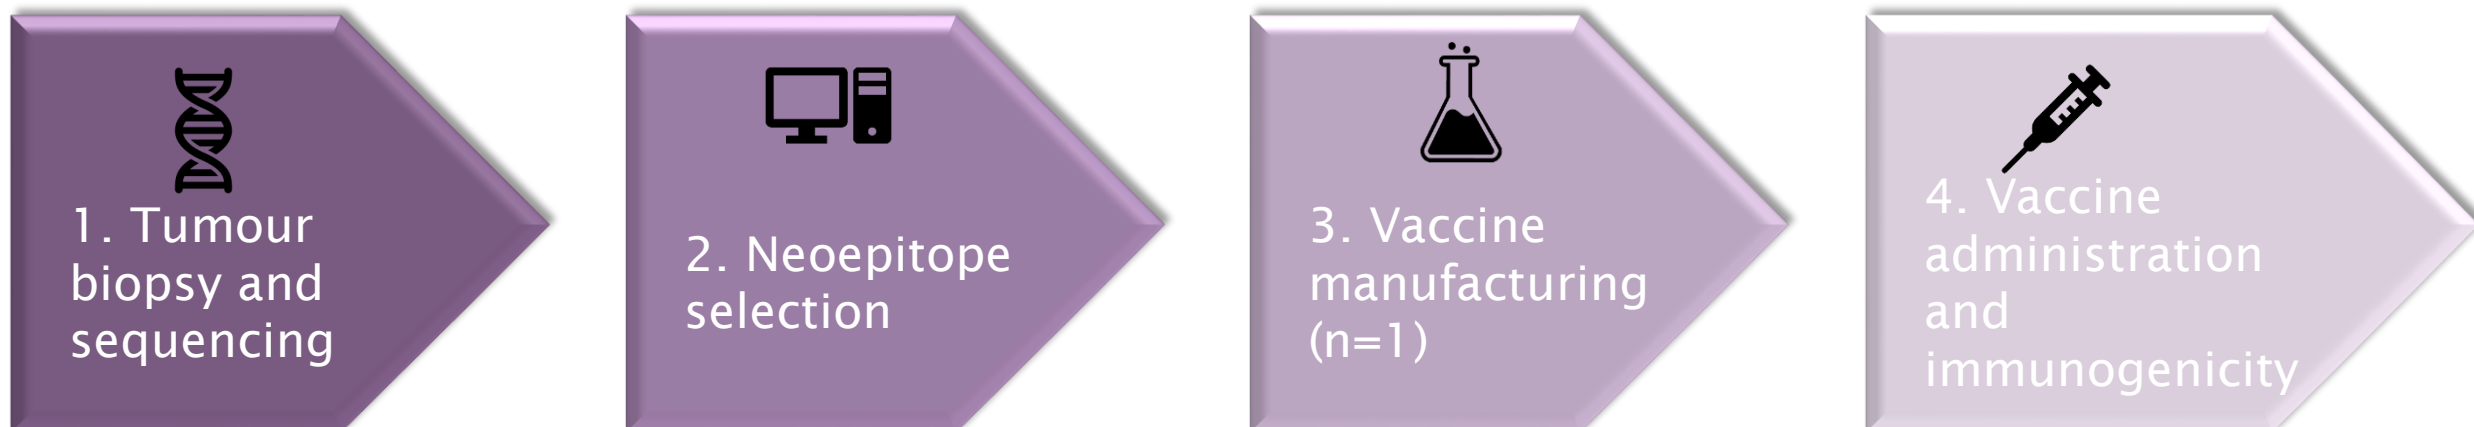 1. Tumour
biopsy and
sequencing
2. Neoepitope
selection
3. Vaccine
manufacturing
(n=1)
4. Vaccine
administration
and
immunogenicity